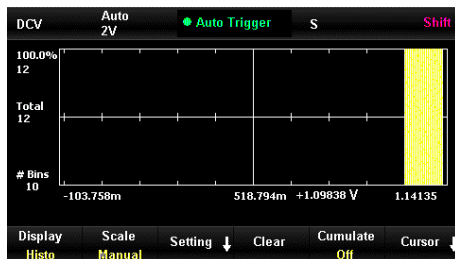 DCV Auto 2V Auto Trigger S Shift
100.0%
12
Total
12
# Bins
10
-103.758m 518.794m +1.09838 V 1.14135
Display Scale Setting Clear Cumulate Cursor
Histo Manual Off